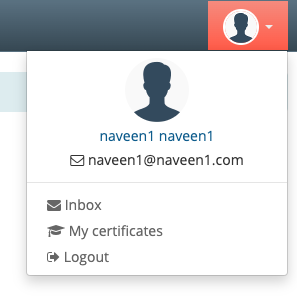 naveen1 naveen1
naveen1@naveen1.com
Inbox
My certificates
Logout